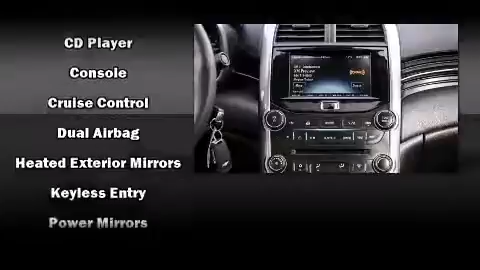 CD Player
Console
Cruise Control
Dual Airbag
Heated Exterior Mirrors
Keyless Entry
Power Mirrors